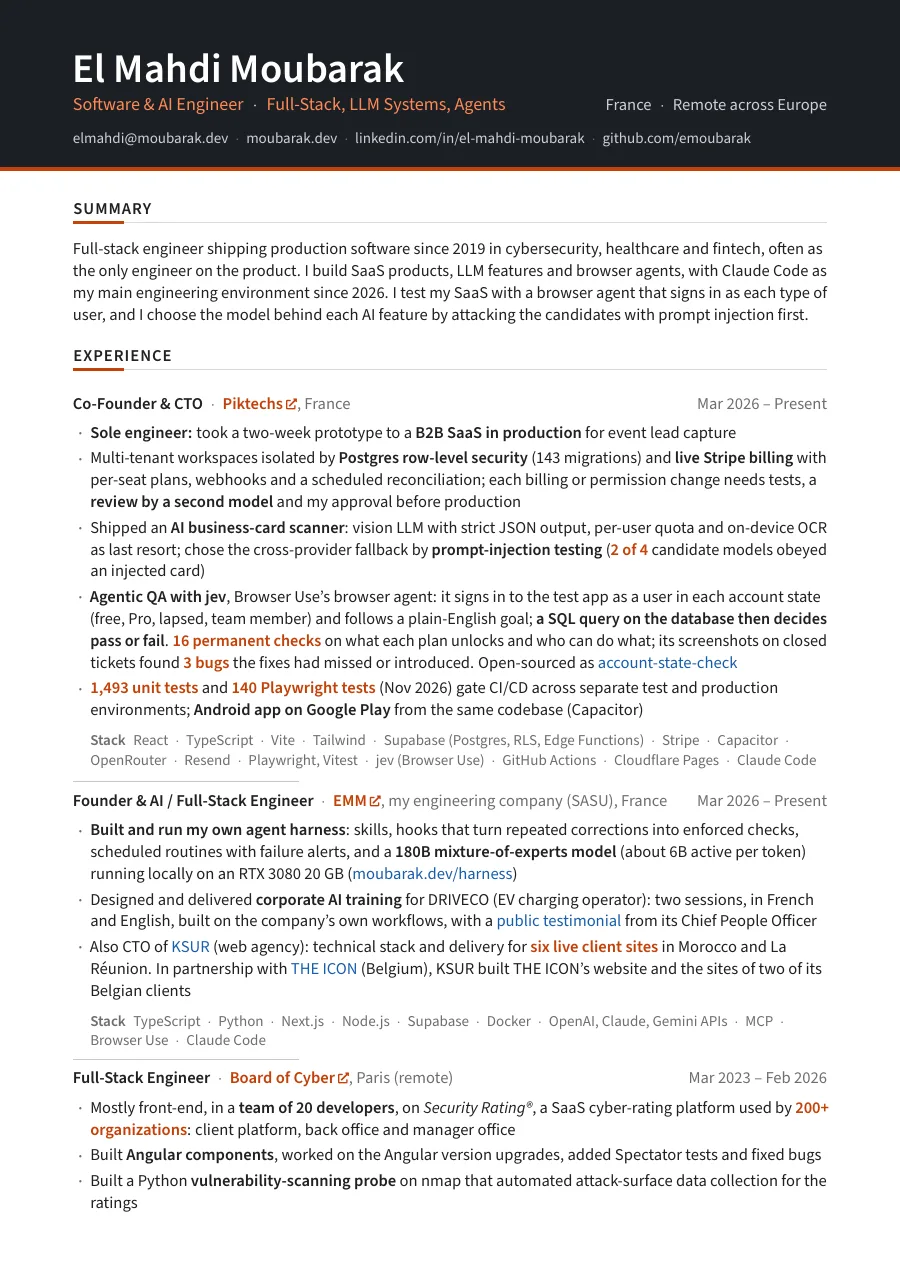 El Mahdi Moubarak
Software & AI Engineer · Full-Stack, LLM Systems, Agents France · Remote across Europe
elmahdi@moubarak.dev · moubarak.dev · linkedin.com/in/el-mahdi-moubarak · github.com/emoubarak
SUMMARY
Full-stack engineer shipping production software since 2019 in cybersecurity, healthcare and fintech, often as
the only engineer on the product. I build SaaS products, LLM features and browser agents, with Claude Code as
my main engineering environment since 2026. I test my SaaS with a browser agent that signs in as each type of
user, and I choose the model behind each AI feature by attacking the candidates with prompt injection first.
EXPERIENCE
Co-Founder & CTO · Piktechs, France Mar 2026 – Present
· Sole engineer: took a two-week prototype to a B2B SaaS in production for event lead capture
· Multi-tenant workspaces isolated by Postgres row-level security (143 migrations) and live Stripe billing with
per-seat plans, webhooks and a scheduled reconciliation; each billing or permission change needs tests, a
review by a second model and my approval before production
· Shipped an AI business-card scanner: vision LLM with strict JSON output, per-user quota and on-device OCR
as last resort; chose the cross-provider fallback by prompt-injection testing (2 of 4 candidate models obeyed
an injected card)
· Agentic QA with jev, Browser Use’s browser agent: it signs in to the test app as a user in each account state
(free, Pro, lapsed, team member) and follows a plain-English goal; a SQL query on the database then decides
pass or fail. 16 permanent checks on what each plan unlocks and who can do what; its screenshots on closed
tickets found 3 bugs the fixes had missed or introduced. Open-sourced as account-state-check
· 1,493 unit tests and 140 Playwright tests (Nov 2026) gate CI/CD across separate test and production
environments; Android app on Google Play from the same codebase (Capacitor)
Stack React · TypeScript · Vite · Tailwind · Supabase (Postgres, RLS, Edge Functions) · Stripe · Capacitor ·
OpenRouter · Resend · Playwright, Vitest · jev (Browser Use) · GitHub Actions · Cloudflare Pages · Claude Code
Founder & AI / Full-Stack Engineer · EMM, my engineering company (SASU), France Mar 2026 – Present
· Built and run my own agent harness: skills, hooks that turn repeated corrections into enforced checks,
scheduled routines with failure alerts, and a 180B mixture-of-experts model (about 6B active per token)
running locally on an RTX 3080 20 GB (moubarak.dev/harness)
· Designed and delivered corporate AI training for DRIVECO (EV charging operator): two sessions, in French
and English, built on the company’s own workflows, with a public testimonial from its Chief People Officer
· Also CTO of KSUR (web agency): technical stack and delivery for six live client sites in Morocco and La
Réunion. In partnership with THE ICON (Belgium), KSUR built THE ICON’s website and the sites of two of its
Belgian clients
Stack TypeScript · Python · Next.js · Node.js · Supabase · Docker · OpenAI, Claude, Gemini APIs · MCP ·
Browser Use · Claude Code
Full-Stack Engineer · Board of Cyber, Paris (remote) Mar 2023 – Feb 2026
· Mostly front-end, in a team of 20 developers, on Security Rating®, a SaaS cyber-rating platform used by 200+
organizations: client platform, back office and manager office
· Built Angular components, worked on the Angular version upgrades, added Spectator tests and fixed bugs
· Built a Python vulnerability-scanning probe on nmap that automated attack-surface data collection for the
ratings